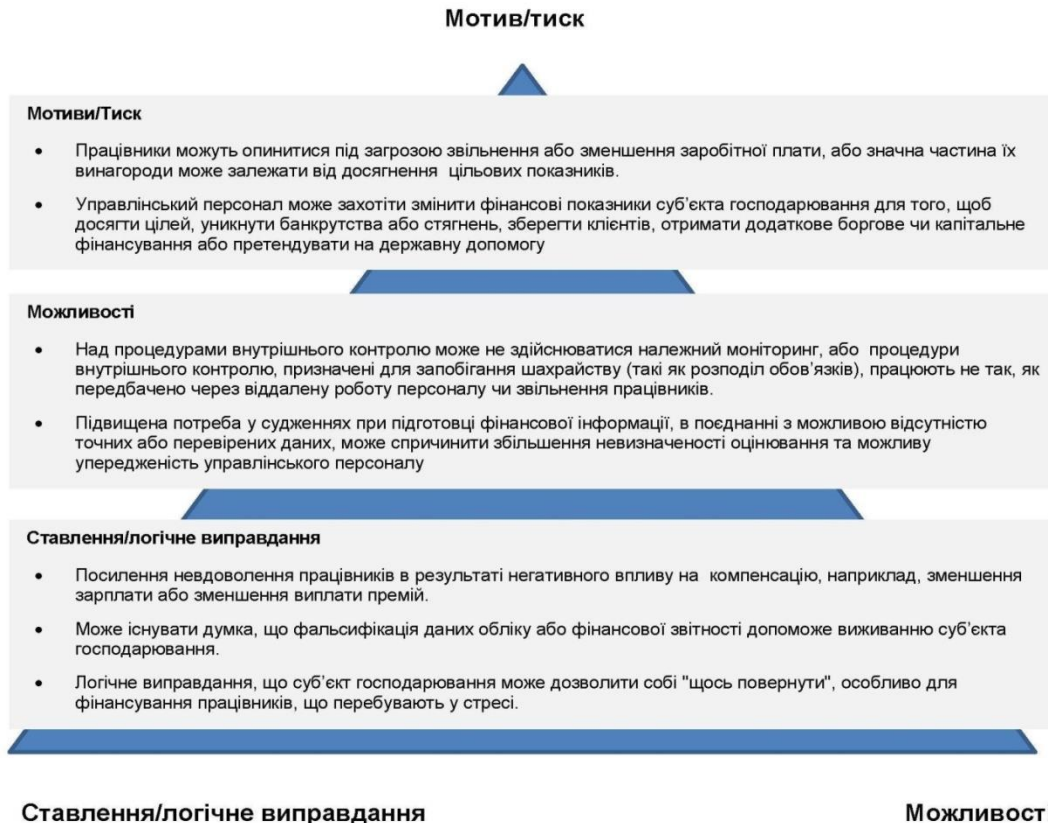 Мотив/тиск
Мотиви/Тиск
• Працівники можуть опинитися під загрозою звільнення або зменшення заробітної плати, або значна частина їх
винагороди може залежати від досягнення цільових показників.
• Управлінський персонал може захотіти змінити фінансові показники суб’єкта господарювання для того, щоб
досягти цілей, уникнути банкрутства або стягнень, зберегти клієнтів, отримати додаткове боргове чи капітальне
фінансування або претендувати на державну допомогу
Можливості
• Над процедурами внутрішнього контролю може не здійснюватися належний моніторинг, або процедури
внутрішнього контролю, призначені для запобігання шахрайству (такі як розподіл обов’язків), працюють не так, як
передбачено через віддалену роботу персоналу чи звільнення працівників.
• Підвищена потреба у судженнях при підготовці фінансової інформації, в поєднанні з можливою відсутністю
точних або перевірених даних, може спричинити збільшення невизначеності оцінювання та можливу
упередженість управлінського персоналу
Ставлення/логічне виправдання
• Посилення невдоволення працівників в результаті негативного впливу на компенсацію, наприклад, зменшення
зарплати або зменшення виплати премій.
• Може існувати думка, що фальсифікація даних обліку або фінансової звітності допоможе виживанню суб’єкта
господарювання.
• Логічне виправдання, що суб’єкт господарювання може дозволити собі "щось повернути", особливо для
фінансування працівників, що перебувають у стресі.
Ставлення/логічне виправдання Можливост